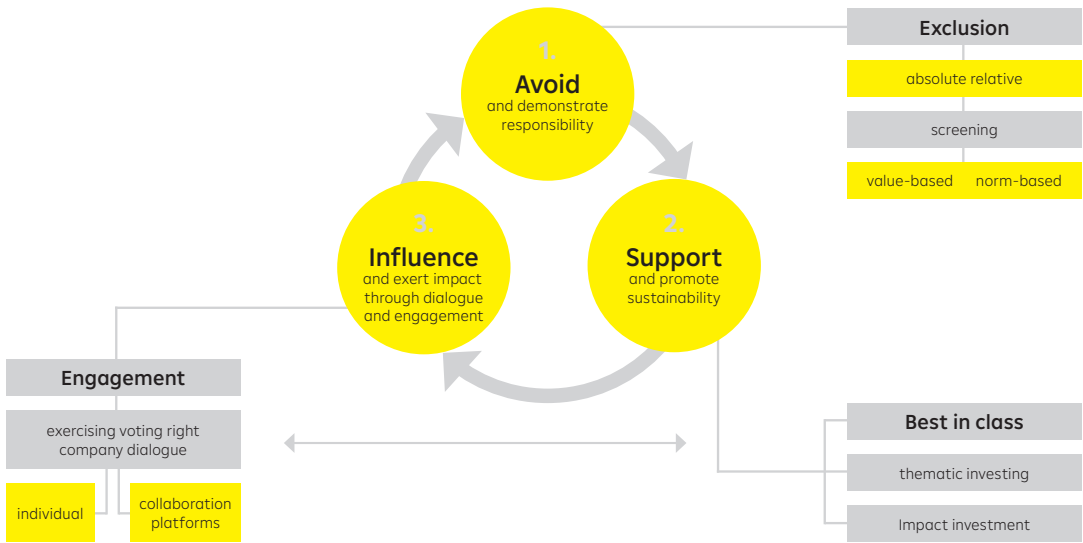 1.
Avoid
and demonstrate
responsibility
2.
Support
and promote
sustainability
3.
Influence
and exert impact
through dialogue
and engagement
Exclusion
absolute relative
screening
value-based norm-based
Engagement
exercising voting right
company dialogue
individual
collaboration
platforms
Best in class
thematic investing
Impact investment